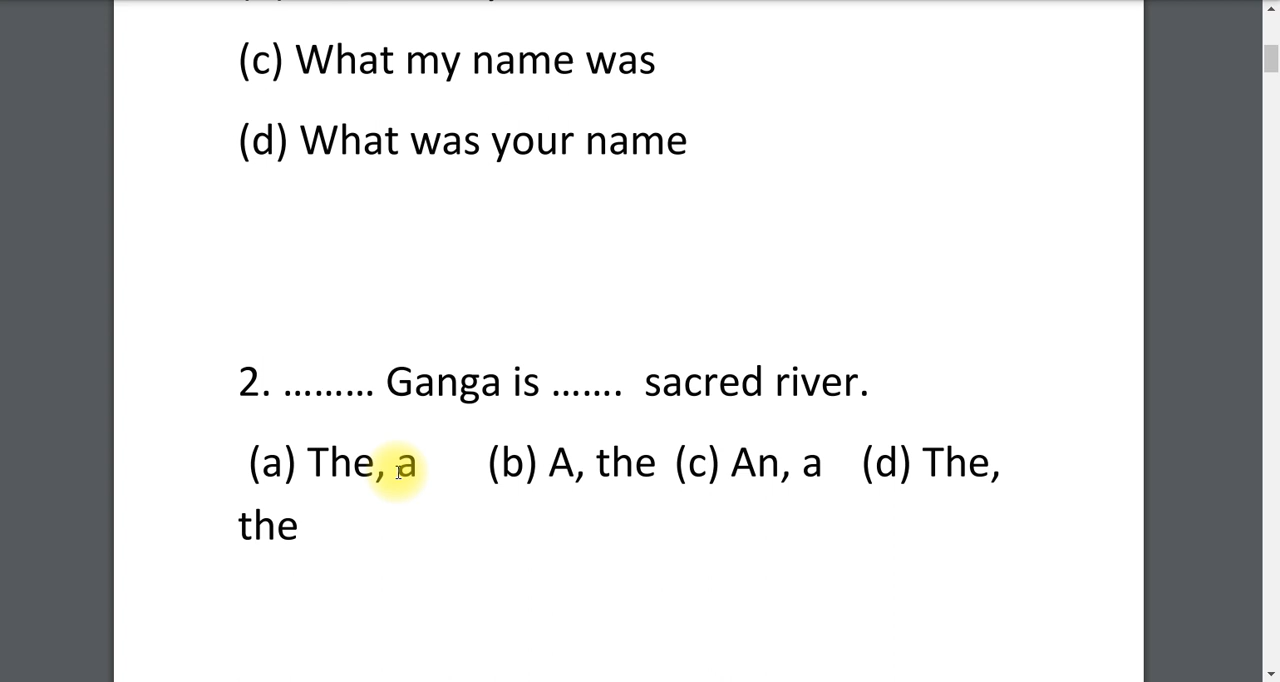 (c) What my name was
(d) What was your name
2. ......... Ganga is ....... sacred river.
(a) The, a (b) A, the (c) An, a (d) The,
the